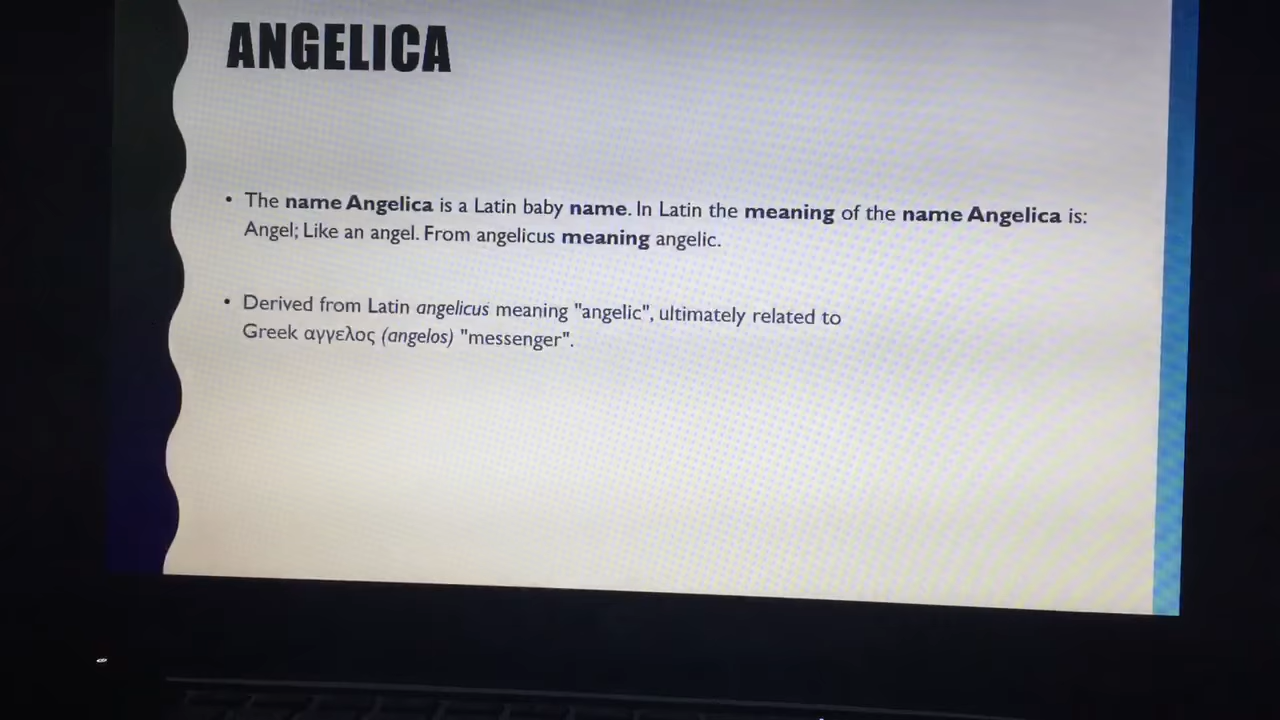 ANGELICA
• The name Angelica is a Latin baby name. In Latin the meaning of the name Angelica is:
Angel; Like an angel. From angelicus meaning angelic.
• Derived from Latin angelicus meaning "angelic", ultimately related to
Greek αγγελος (angelos) "messenger".